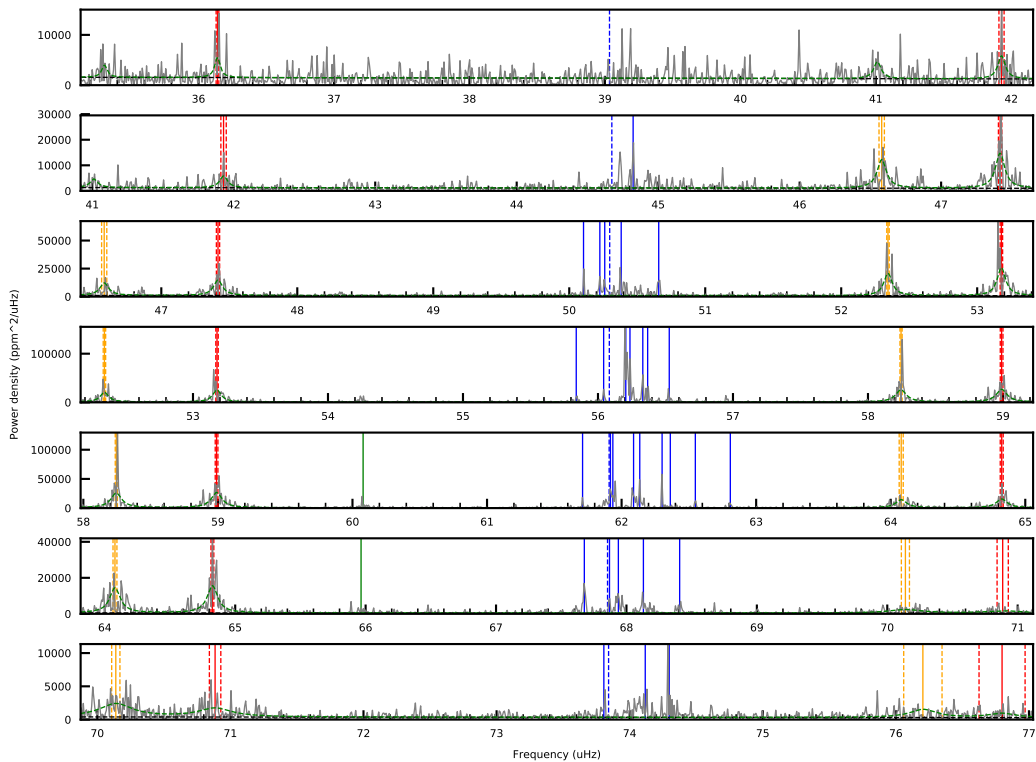 10000
0
36 37 38 39 40 41 42
30000
20000
10000
0
41 42 43 44 45 46 47
50000
25000
0
47 48 49 50 51 52 53
100000
0
53 54 55 56 57 58 59
Power density (ppm^2/uHz)
100000
50000
0
58 59 60 61 62 63 64 65
40000
20000
0
64 65 66 67 68 69 70 71
10000
5000
0
70 71 72 73 74 75 76 77
Frequency (uHz)